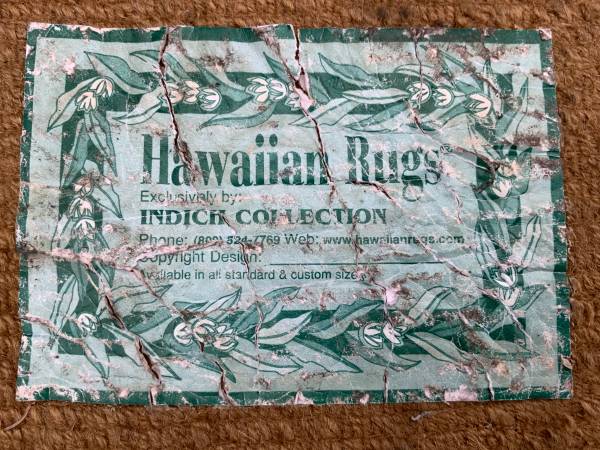 Hawaiian Rugs®
Exclusively by:
INDICH COLLECTION
Phone: (800) 524-7769 Web: www.hawaiianrugs.com
Copyright Design:
Available in all standard & custom sizes